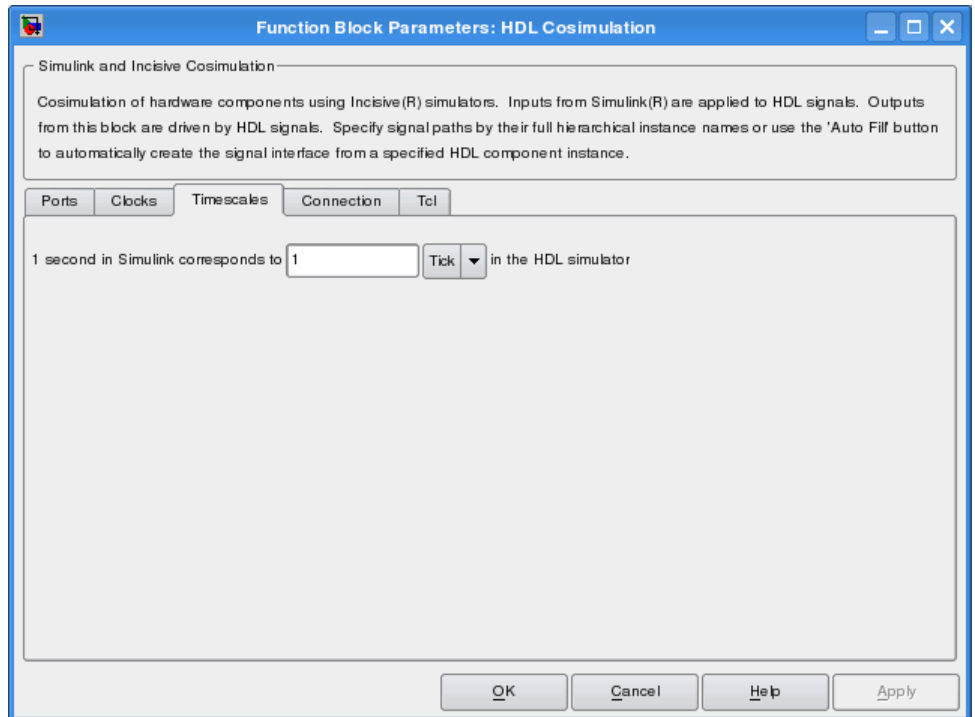 Function Block Parameters: HDL Cosimulation
Simulink and Incisive Cosimulation
Cosimulation of hardware components using Incisive(R) simulators. Inputs from Simulink(R) are applied to HDL signals. Outputs
from this block are driven by HDL signals. Specify signal paths by their full hierarchical instance names or use the 'Auto Fill' button
to automatically create the signal interface from a specified HDL component instance.
Ports Clocks Timescales Connection Tcl
1 second in Simulink corresponds to 1 Tick in the HDL simulator
OK Cancel Help Apply